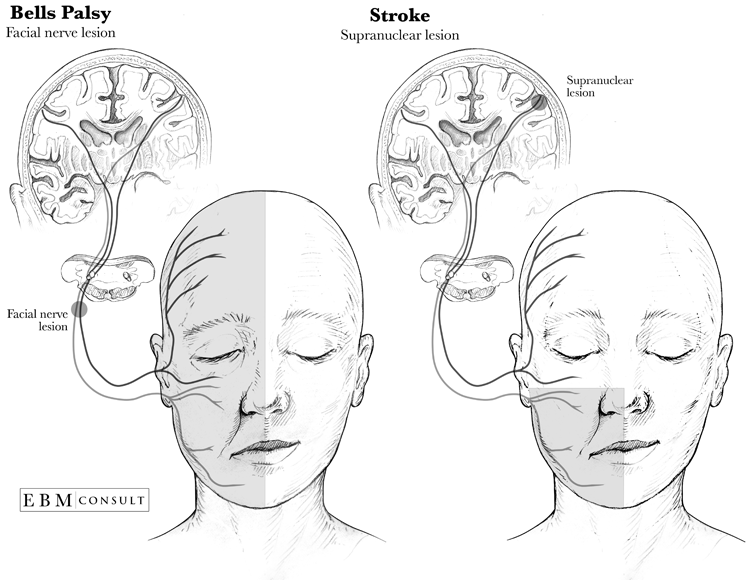 Bells Palsy
Facial nerve lesion
Stroke
Supranuclear lesion
Supranuclear
lesion
Facial nerve
lesion
EBM CONSULT